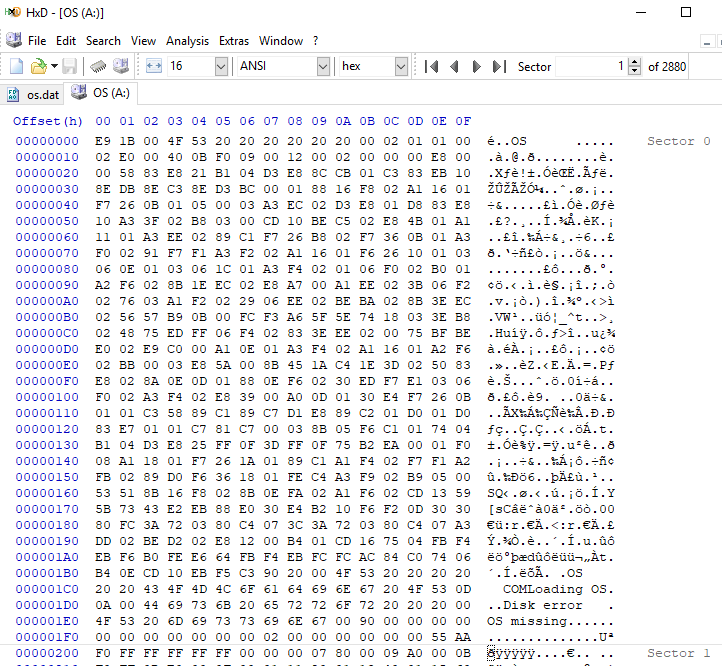 HxD - [OS (A:)]
File Edit Search View Analysis Extras Window ?
16 ANSI hex Sector 1 of 2880
os.dat OS (A:)
Offset(h) 00 01 02 03 04 05 06 07 08 09 0A 0B 0C 0D 0E 0F
00000000 E9 1B 00 4F 53 20 20 20 20 20 20 00 02 01 01 00 é..OS      ..... Sector 0
00000010 02 E0 00 40 0B F0 09 00 12 00 02 00 00 00 E8 00 .à.@.ð........è.
00000020 00 58 83 E8 21 B1 04 D3 E8 8C CB 01 C3 83 EB 10 .Xƒè!±.ÓèŒË.Ãƒë.
00000030 8E DB 8E C3 8E D3 BC 00 01 88 16 F8 02 A1 16 01 ŽÛŽÃŽÓ¼..ˆ.ø.¡..
00000040 F7 26 0B 01 05 00 03 A3 EC 02 D3 E8 01 D8 83 E8 ÷&.....£ì.Óè.Øƒè
00000050 10 A3 3F 02 B8 03 00 CD 10 BE C5 02 E8 4B 01 A1 .£?.¸..Í.¾Å.èK.¡
00000060 11 01 A3 EE 02 89 C1 F7 26 B8 02 F7 36 0B 01 A3 ..£î.‰Á÷&¸.÷6..£
00000070 F0 02 91 F7 F1 A3 F2 02 A1 16 01 F6 26 10 01 03 ð.‘÷ñ£ò.¡..ö&...
00000080 06 0E 01 03 06 1C 01 A3 F4 02 01 06 F0 02 B0 01 .......£ô...ð.°.
00000090 A2 F6 02 8B 1E EC 02 E8 A7 00 A1 EE 02 3B 06 F2 ¢ö.‹.ì.è§.¡î.;.ò
000000A0 02 76 03 A1 F2 02 29 06 EE 02 BE BA 02 8B 3E EC .v.¡ò.).î.¾º.‹>ì
000000B0 02 56 57 B9 0B 00 FC F3 A6 5F 5E 74 18 03 3E B8 .VW¹..üó¦_^t..>¸
000000C0 02 48 75 ED FF 06 F4 02 83 3E EE 02 00 75 BF BE .Huíÿ.ô.ƒ>î..u¿¾
000000D0 E0 02 E9 C0 00 A1 0E 01 A3 F4 02 A1 16 01 A2 F6 à.éÀ.¡..£ô.¡..¢ö
000000E0 02 BB 00 03 E8 5A 00 8B 45 1A C4 1E 3D 02 50 83 .»..èZ.‹E.Ä.=.Pƒ
000000F0 E8 02 8A 0E 0D 01 88 0E F6 02 30 ED F7 E1 03 06 è.Š...ˆ.ö.0í÷á..
00000100 F0 02 A3 F4 02 E8 39 00 A0 0D 01 30 E4 F7 26 0B ð.£ô.è9. ..0ä÷&.
00000110 01 01 C3 58 89 C1 89 C7 D1 E8 89 C2 01 D0 01 D0 ..ÃX‰Á‰ÇÑè‰Â.Ð.Ð
00000120 83 E7 01 01 C7 81 C7 00 03 8B 05 F6 C1 01 74 04 ƒç..Ç.Ç..‹.öÁ.t.
00000130 B1 04 D3 E8 25 FF 0F 3D FF 0F 75 B2 EA 00 01 F0 ±.Óè%ÿ.=ÿ.u²ê..ð
00000140 08 A1 18 01 F7 26 1A 01 89 C1 A1 F4 02 F7 F1 A2 .¡..÷&..‰Á¡ô.÷ñ¢
00000150 FB 02 89 D0 F6 36 18 01 FE C4 A3 F9 02 B9 05 00 û.‰Ðö6..þÄ£ù.¹..
00000160 53 51 8B 16 F8 02 8B 0E FA 02 A1 F6 02 CD 13 59 SQ‹.ø.‹.ú.¡ö.Í.Y
00000170 5B 73 43 E2 EB 88 E0 30 E4 B2 10 F6 F2 0D 30 30 [sCâëˆà0ä².öò.00
00000180 80 FC 3A 72 03 80 C4 07 3C 3A 72 03 80 C4 07 A3 €ü:r.€Ä.<:r.€Ä.£
00000190 DD 02 BE D2 02 E8 12 00 B4 01 CD 16 75 04 FB F4 Ý.¾Ò.è..´.Í.u.ûô
000001A0 EB F6 B0 FE E6 64 FB F4 EB FC FC AC 84 C0 74 06 ëö°þædûôëüü¬„Àt.
000001B0 B4 0E CD 10 EB F5 C3 90 20 00 4F 53 20 20 20 20 ´.Í.ëõÃ. .OS
000001C0 20 20 43 4F 4D 4C 6F 61 64 69 6E 67 20 4F 53 0D   COMLoading OS.
000001D0 0A 00 44 69 73 6B 20 65 72 72 6F 72 20 20 20 00 ..Disk error   .
000001E0 4F 53 20 6D 69 73 73 69 6E 67 00 90 00 00 00 00 OS missing......
000001F0 00 00 00 00 00 00 00 02 00 00 00 00 00 00 55 AA ..............Uª
00000200 F0 FF FF FF FF FF 00 00 00 07 80 00 09 A0 00 0B ðÿÿÿÿÿ....€.. .. Sector 1